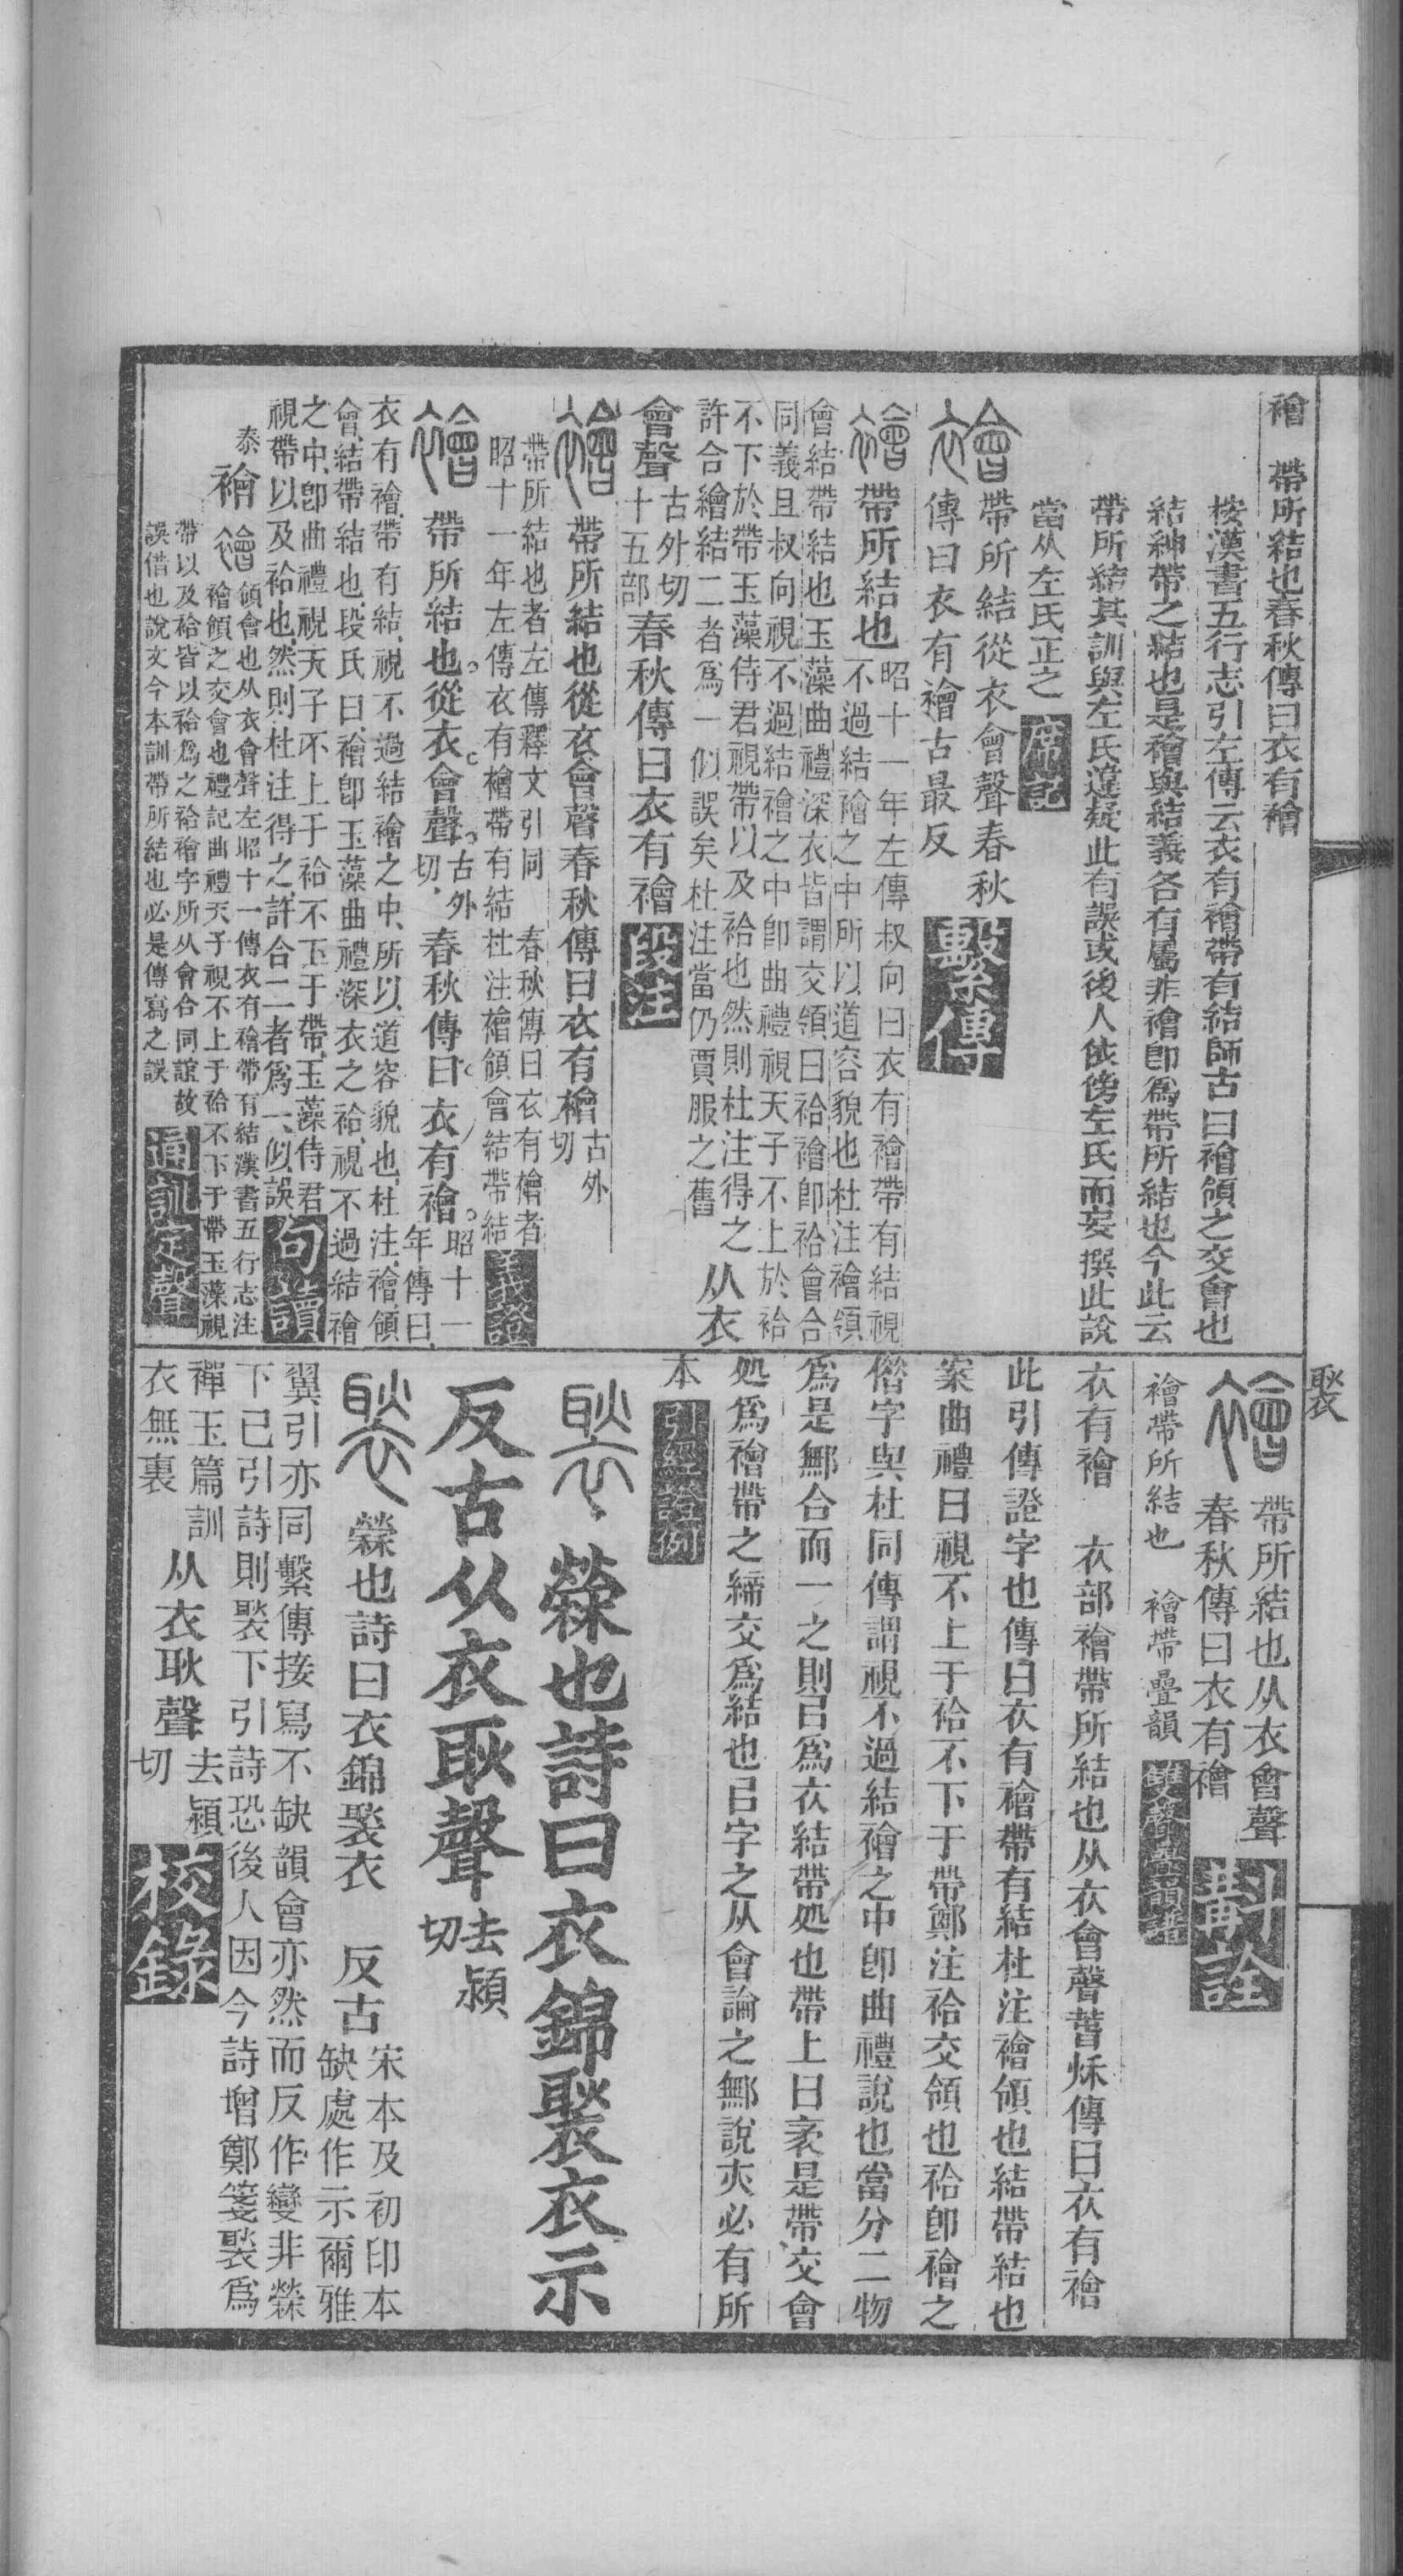 襘　帶所結也春秋傳曰衣有襘
按漢書五行志引左傳云衣有襘帶有結師古曰襘領之交會也
結紳帶之結也是襘與結義各有屬非襘卽爲帶所結也今此云
帶所結其訓與左氏違疑此有誤或後人依傍左氏而妄撰此說
當从左氏正之 席記
襘 帶所結從衣會聲春秋
傳曰衣有襘古最反 繫傳
襘 帶所結也 昭十一年左傳叔向曰衣有襘帶有結視
不過結襘之中所以道容貌也杜注襘領
會結帶結也玉藻曲禮深衣皆謂交領曰袷襘卽袷會合
同義且叔向視不過結襘之中卽曲禮視天子不上於袷
不下於帶玉藻侍君視帶以及袷也然則杜注得之
許合繪結二者爲一似誤矣杜注當仍賈服之舊 从衣
會聲 古外切
十五部 春秋傳曰衣有襘 段注
襘 帶所結也從衣會聲春秋傳曰衣有檜 古外
切
帶所結也者左傳釋文引同　春秋傳曰衣有檜者
昭十一年左傳衣有檜帶有結杜注襘領會結帶結 義證
襘 帶所結也。從衣。會聲。古外
切．春秋傳曰衣有襘。昭十一
年傳曰、
衣有襘、帶有結、視不過結襘之中、所以道容貌也、杜注、襘、領
會、結、帶結也段氏曰、襘卽玉藻曲禮深衣之袷、視不過結襘
之中、卽曲禮視天子不上于袷不下于帶、玉藻侍君
視帶以及袷也、然則杜注得之、許合二者爲一、似誤 句讀
泰 襘 襘 領會也从衣會聲左昭十一傳衣有襘帶有結漢書五行志注
襘領之交會也禮記曲禮天子視不上于袷不下于帶玉藻視
帶以及袷皆以袷爲之袷襘字所从會合同誼故
誤借也說文今本訓帶所結也必是傳寫之誤 通訓定聲
褧
襘 帶所結也从衣會聲
春秋傳曰衣有襘 斠詮
襘帶所結也　襘帶疊韻 雙聲疊韻譜
衣有襘　衣部襘帶所結也从衣會聲萅秌傳曰衣有襘
此引傳證字也傳曰衣有襘帶有結杜注襘領也結帶結也
案曲禮曰視不上于袷不下于帶鄭注袷交領也袷卽襘之
偺字與杜同傳謂視不過結襘之中卽曲禮說也當分二物
爲是鄦合而一之則㠯爲衣結帶処也帶上曰衺是帶交會
処爲襘帶之締交爲結也㠯字之从會論之鄦說夾必有所
本 引經證例
褧 檾也詩曰衣錦褧衣示
反古从衣耿聲 去潁
切
褧 檾也詩曰衣錦褧衣　反古 宋本及初印本
缺處作示爾雅
翼引亦同繫傳接寫不缺韻會亦然而反作變非檾
下已引詩則褧下引詩恐後人因今詩增鄭箋褧爲
襌玉篇訓
衣無裏 从衣耿聲 去潁
切 校錄